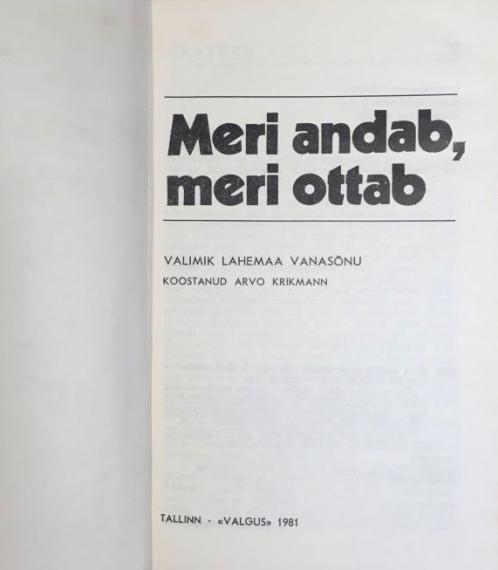 Meri andab,
meri ottab
VALIMIK LAHEMAA VANASÕNU
KOOSTANUD ARVO KRIKMANN
TALLINN · «VALGUS» 1981